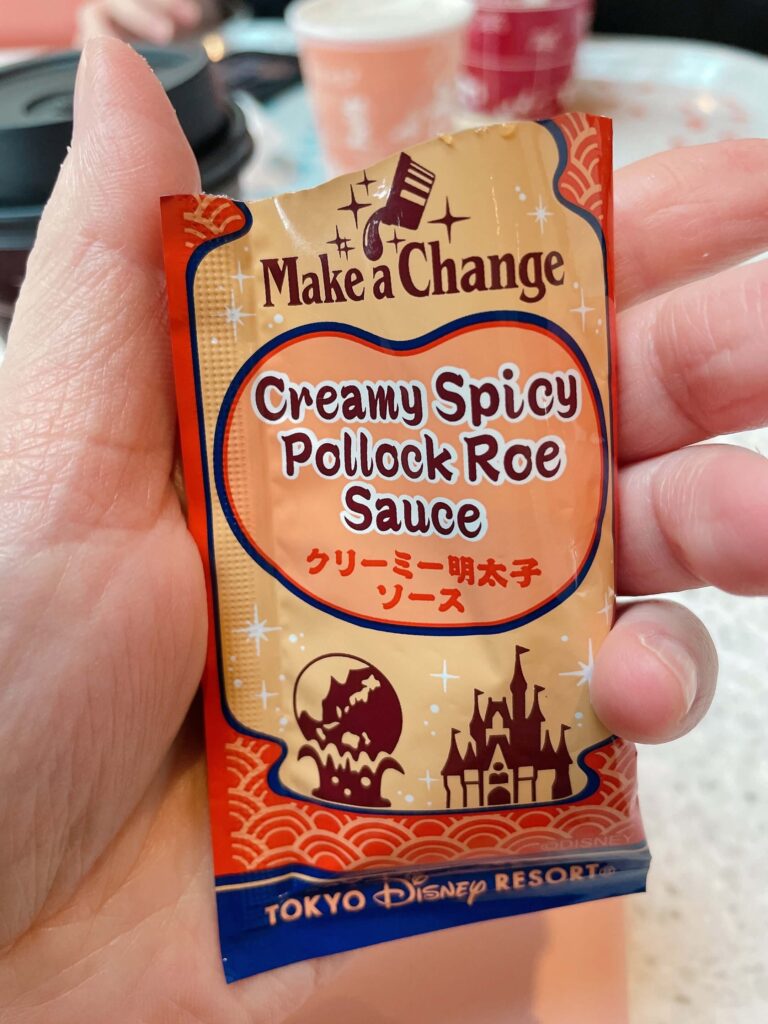 Make a Change
Creamy Spicy
Pollock Roe
Sauce
クリーミー明太子
ソース
©DISNEY
TOKYO DISNEY RESORT®